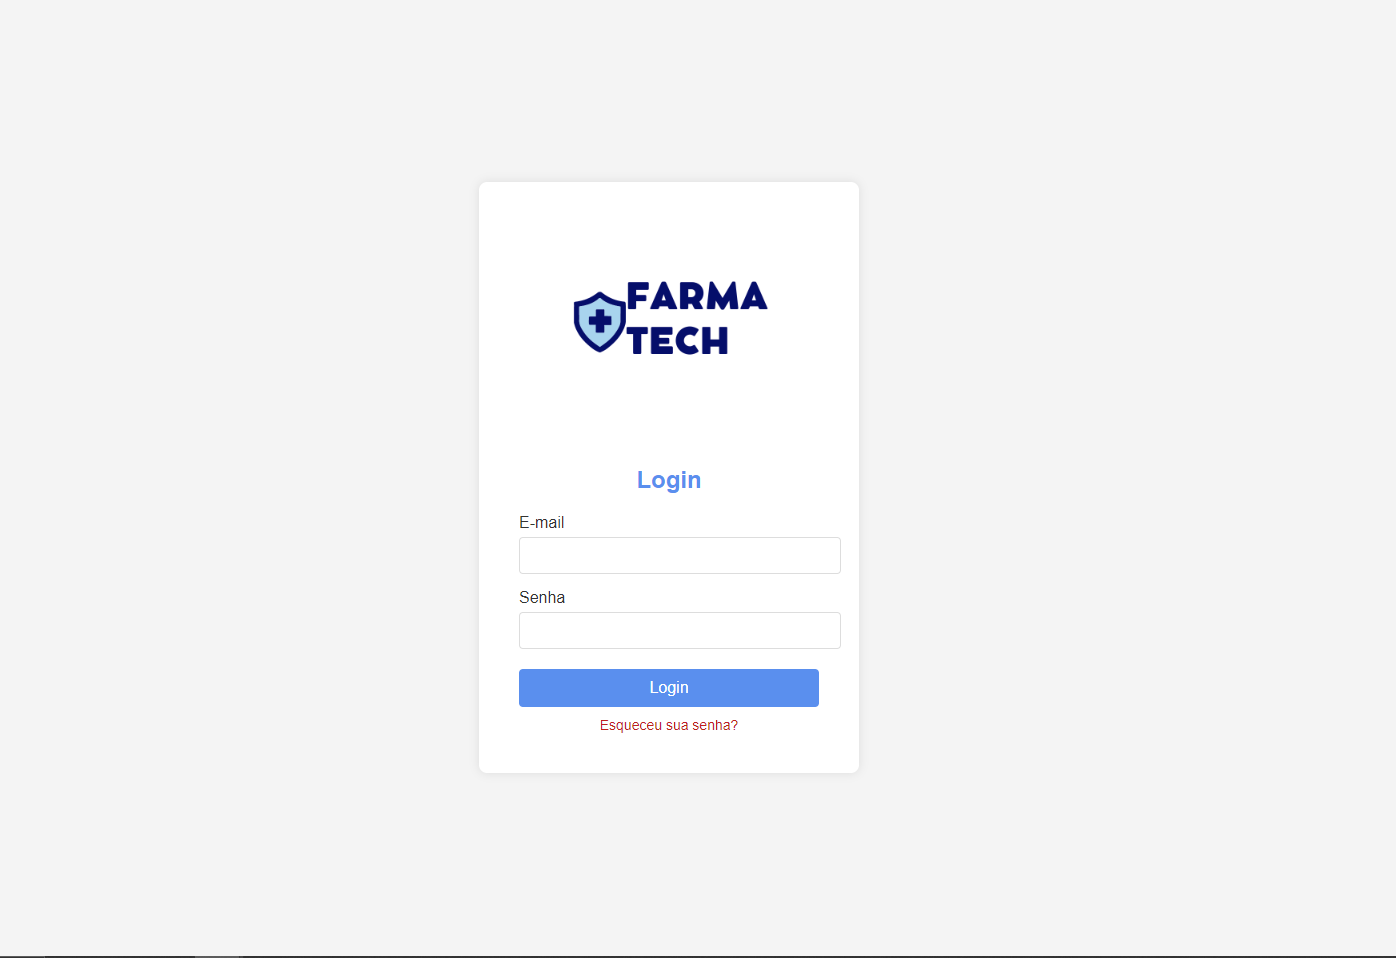 FARMA
TECH
Login
E-mail
Senha
Login
Esqueceu sua senha?